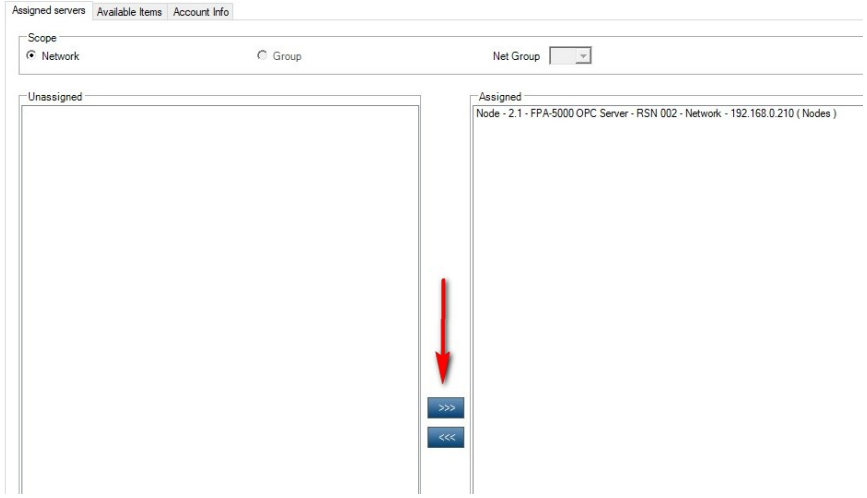 Assigned servers Available Items Account Info
Scope
Network Group Net Group
Unassigned Assigned
Node - 2.1 - FPA-5000 OPC Server - RSN 002 - Network - 192.168.0.210 ( Nodes )
>>>
<<<